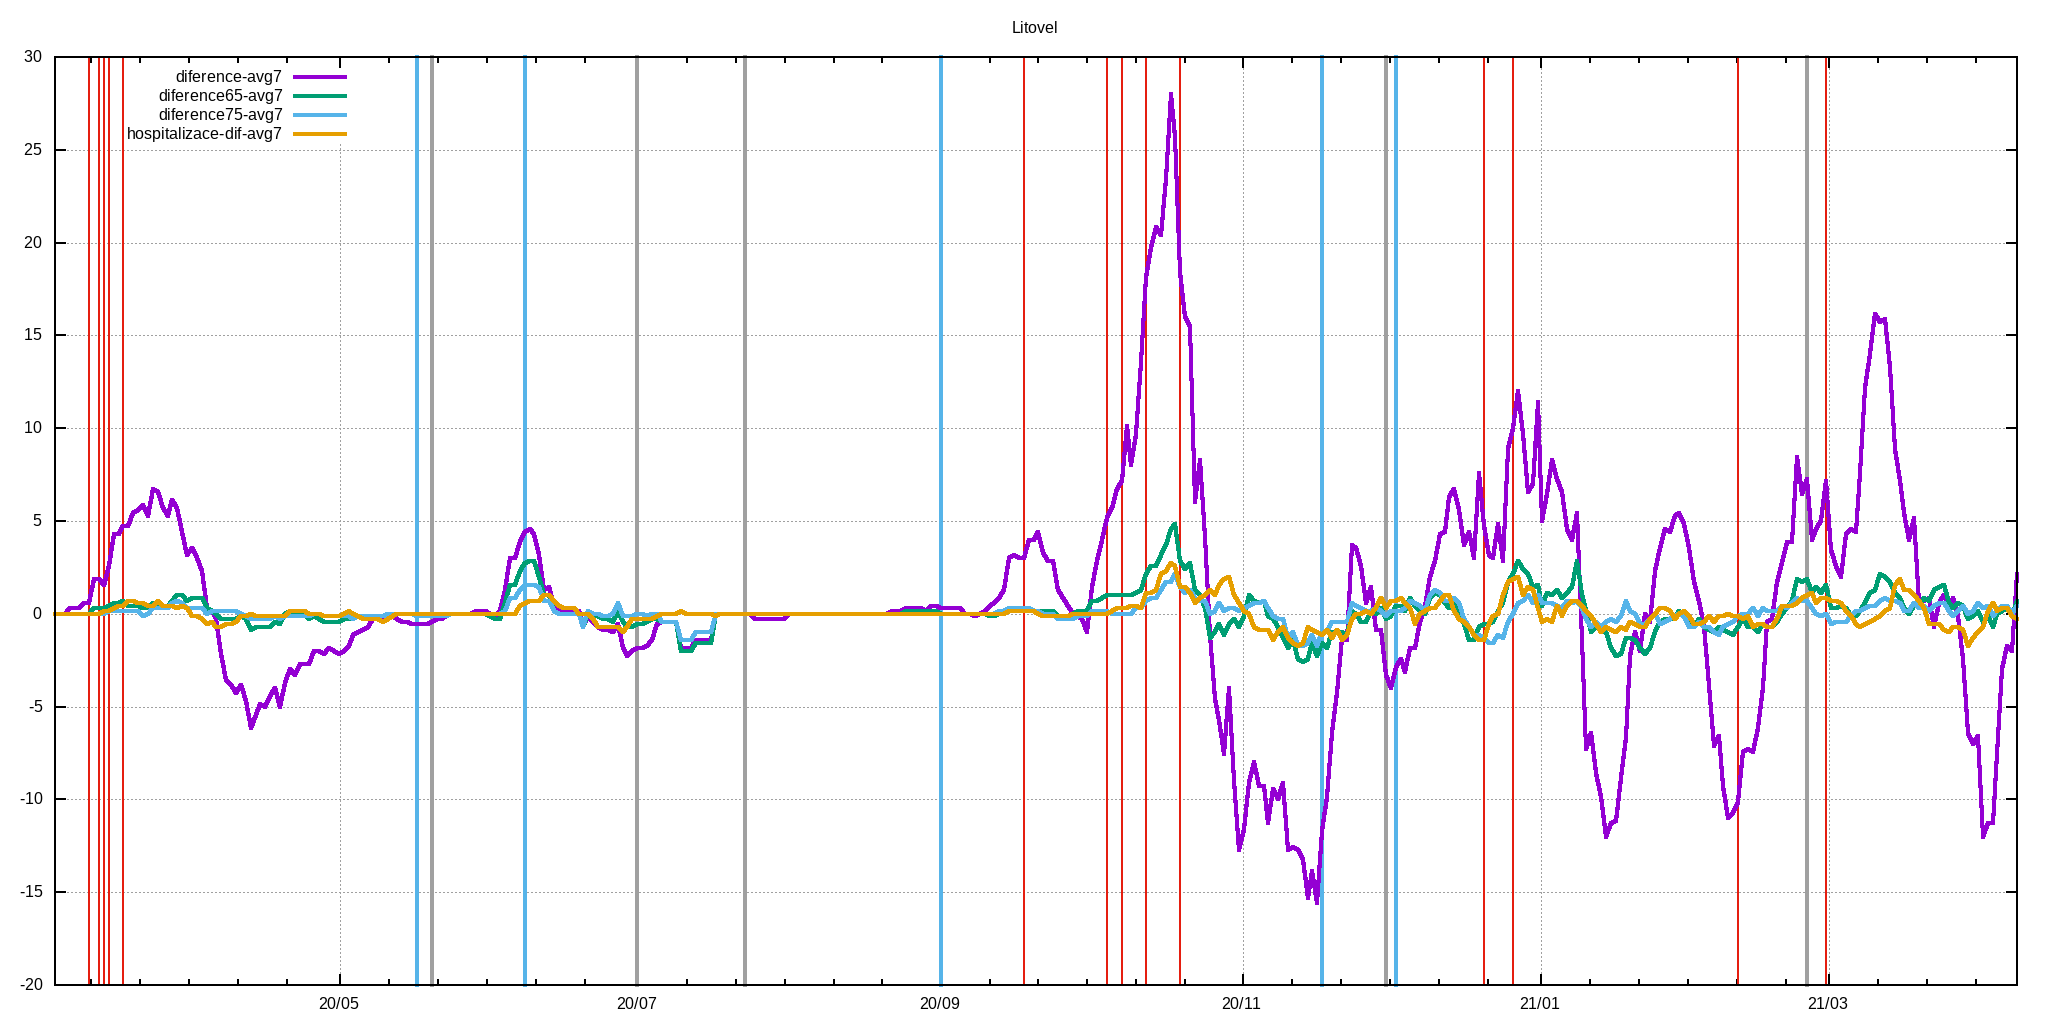 Litovel
30
diference-avg7
diference65-avg7
diference75-avg7
hospitalizace-dif-avg7
25
20
15
10
5
0
-5
-10
-15
-20
20/05 20/07 20/09 20/11 21/01 21/03